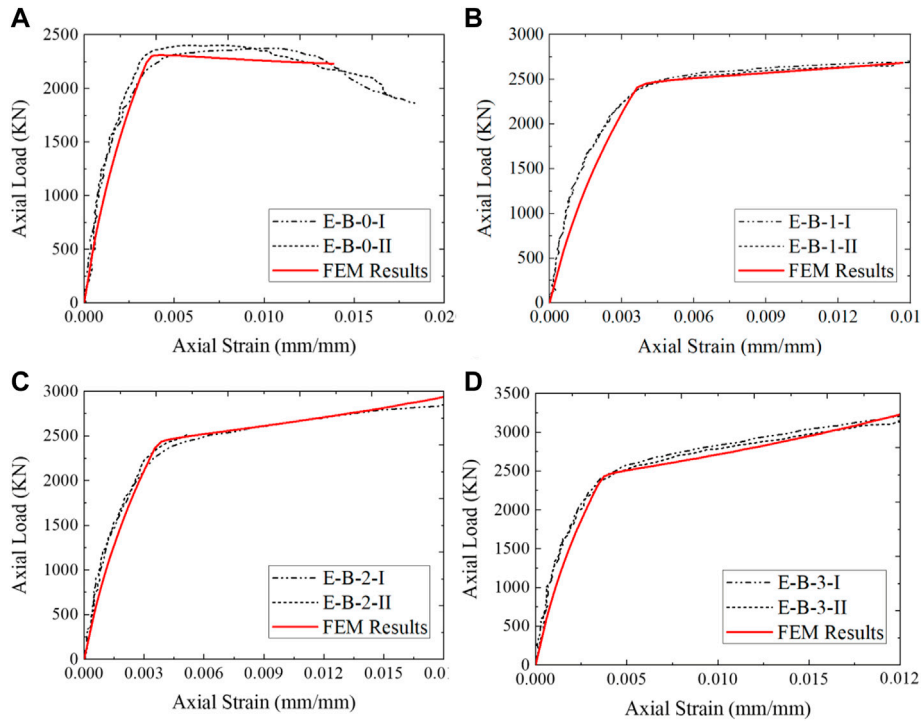 A
2500
2000
1500
1000
500
0
Axial Load (KN)
E-B-0-I
E-B-0-II
FEM Results
0.000 0.005 0.010 0.015 0.02
Axial Strain (mm/mm)
B
3000
2500
2000
1500
1000
500
0
Axial Load (KN)
E-B-1-I
E-B-1-II
FEM Results
0.000 0.003 0.006 0.009 0.012 0.01
Axial Strain (mm/mm)
C
3000
2500
2000
1500
1000
500
0
Axial Load (KN)
E-B-2-I
E-B-2-II
FEM Results
0.000 0.003 0.006 0.009 0.012 0.015 0.01
Axial Strain (mm/mm)
D
3500
3000
2500
2000
1500
1000
500
0
Axial Load (KN)
E-B-3-I
E-B-3-II
FEM Results
0.000 0.005 0.010 0.015 0.012
Axial Strain (mm/mm)